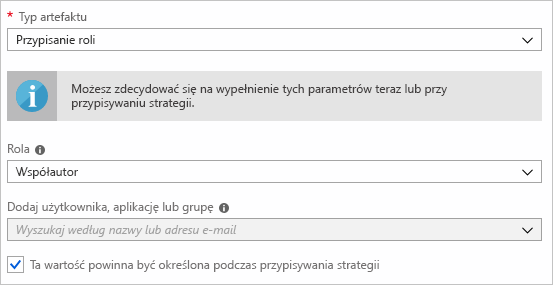 * Typ artefaktu
Przypisanie roli
Możesz zdecydować się na wypełnienie tych parametrów teraz lub przy
przypisywaniu strategii.
Rola
Współautor
Dodaj użytkownika, aplikację lub grupę
Wyszukaj według nazwy lub adresu e-mail
Ta wartość powinna być określona podczas przypisywania strategii